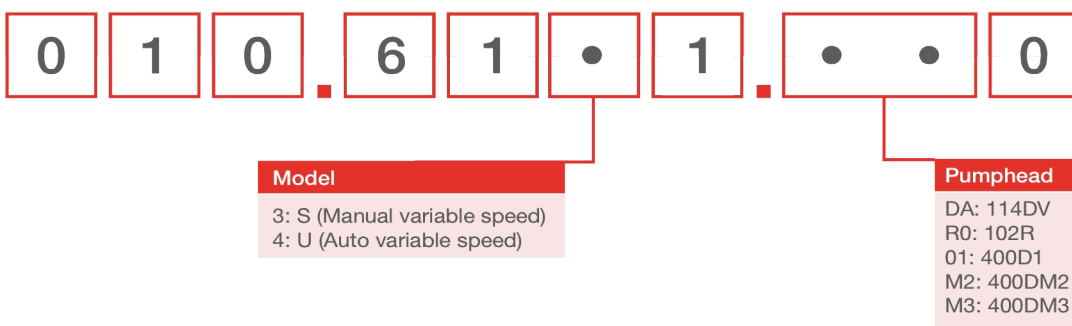 0 1 0 . 6 1 • 1 . • • 0
Model
3: S (Manual variable speed)
4: U (Auto variable speed)
Pumphead
DA: 114DV
R0: 102R
01: 400D1
M2: 400DM2
M3: 400DM3